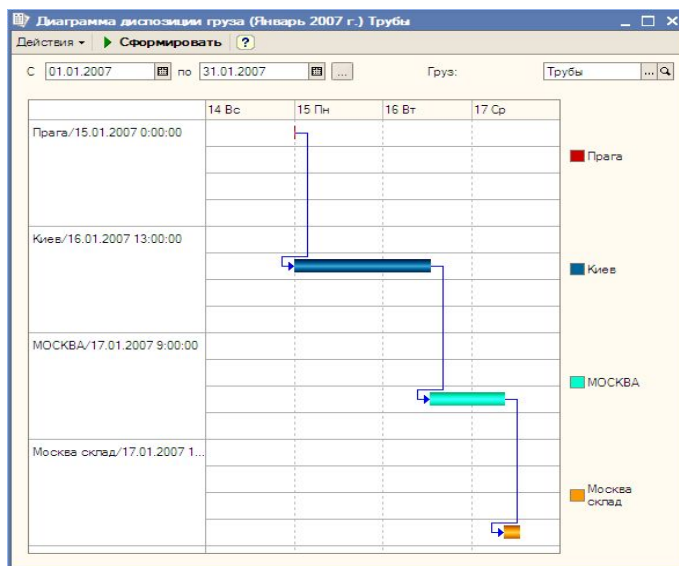 Диаграмма диспозиции груза (Январь 2007 г.) Трубы
Действия Сформировать ?
С 01.01.2007 ... по 31.01.2007 ... Груз: Трубы ...
14 Вс 15 Пн 16 Вт 17 Ср
Прага/15.01.2007 0:00:00
Прага
Киев/16.01.2007 13:00:00
Киев
МОСКВА/17.01.2007 9:00:00
МОСКВА
Москва склад/17.01.2007 1...
Москва
склад